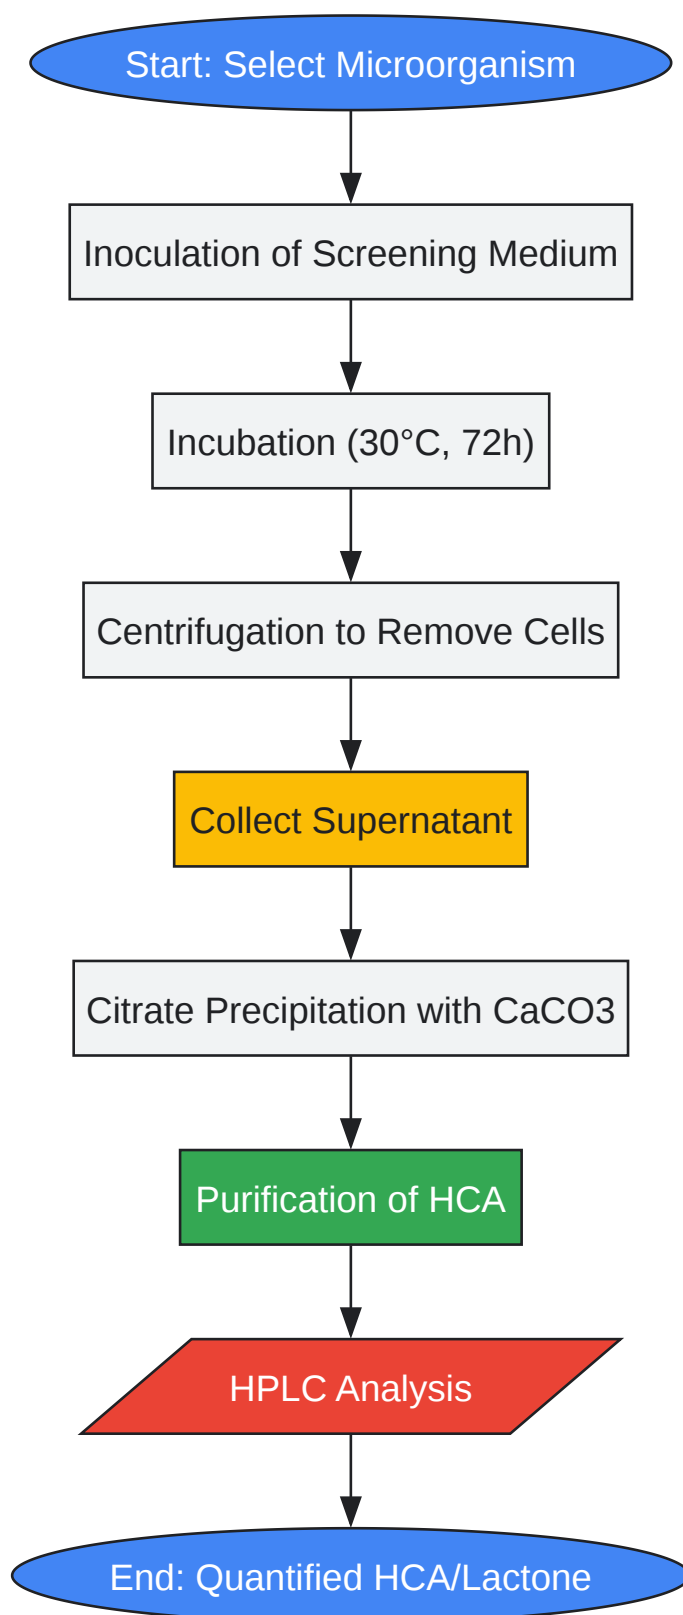 Start: Select Microorganism
Inoculation of Screening Medium
Incubation (30°C, 72h)
Centrifugation to Remove Cells
Collect Supernatant
Citrate Precipitation with CaCO3
Purification of HCA
HPLC Analysis
End: Quantified HCA/Lactone